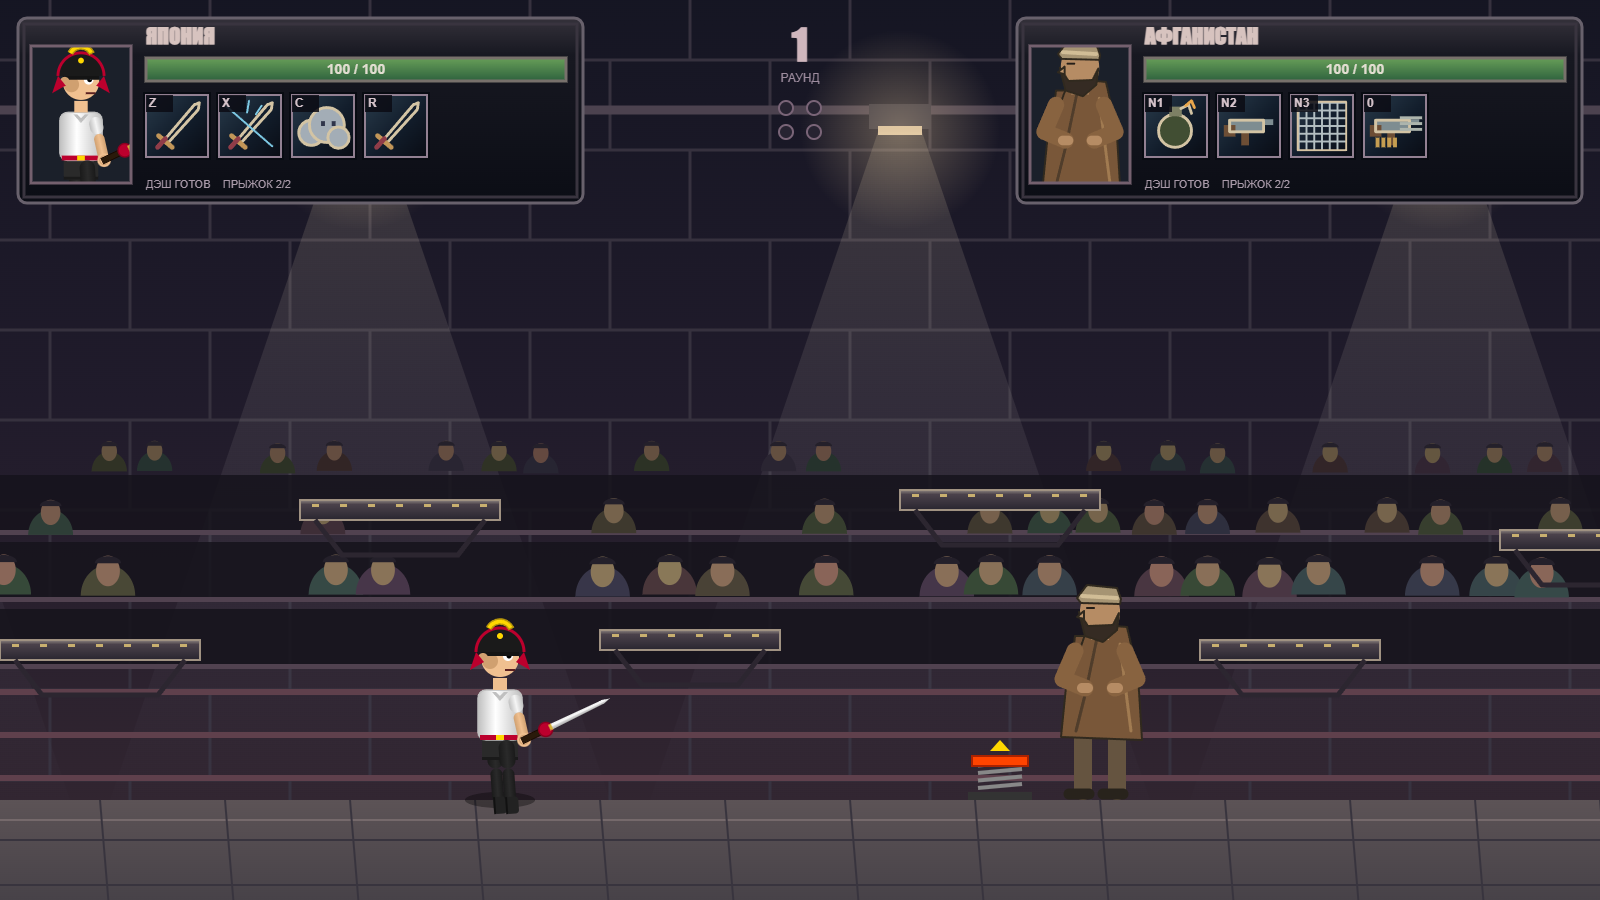 ЯПОНИЯ
100 / 100
Z X C R
ДЭШ ГОТОВ ПРЫЖОК 2/2
1
РАУНД
АФГАНИСТАН
100 / 100
N1 N2 N3 0
ДЭШ ГОТОВ ПРЫЖОК 2/2